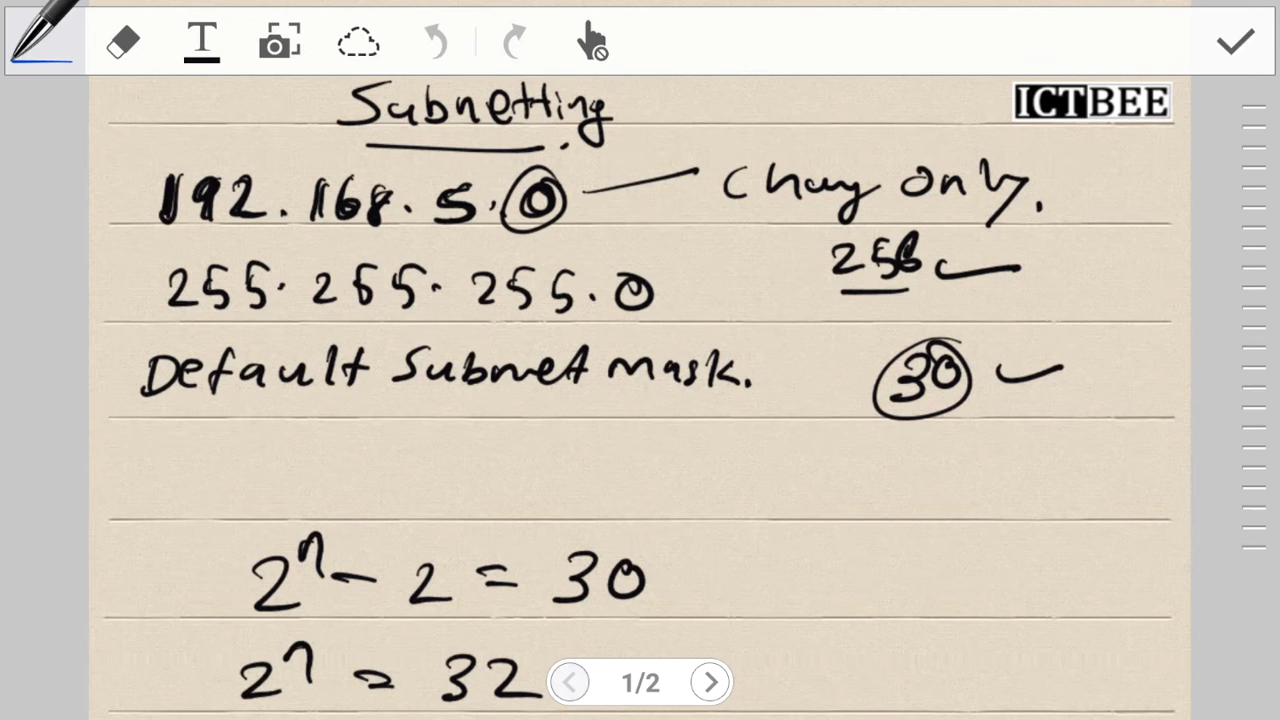 T
Subnetting
ICTBEE
192.168.5.0
only.
256
255.255.255.0
Default Subnet mask.
30
2ⁿ - 2 = 30
2ⁿ = 32
1/2